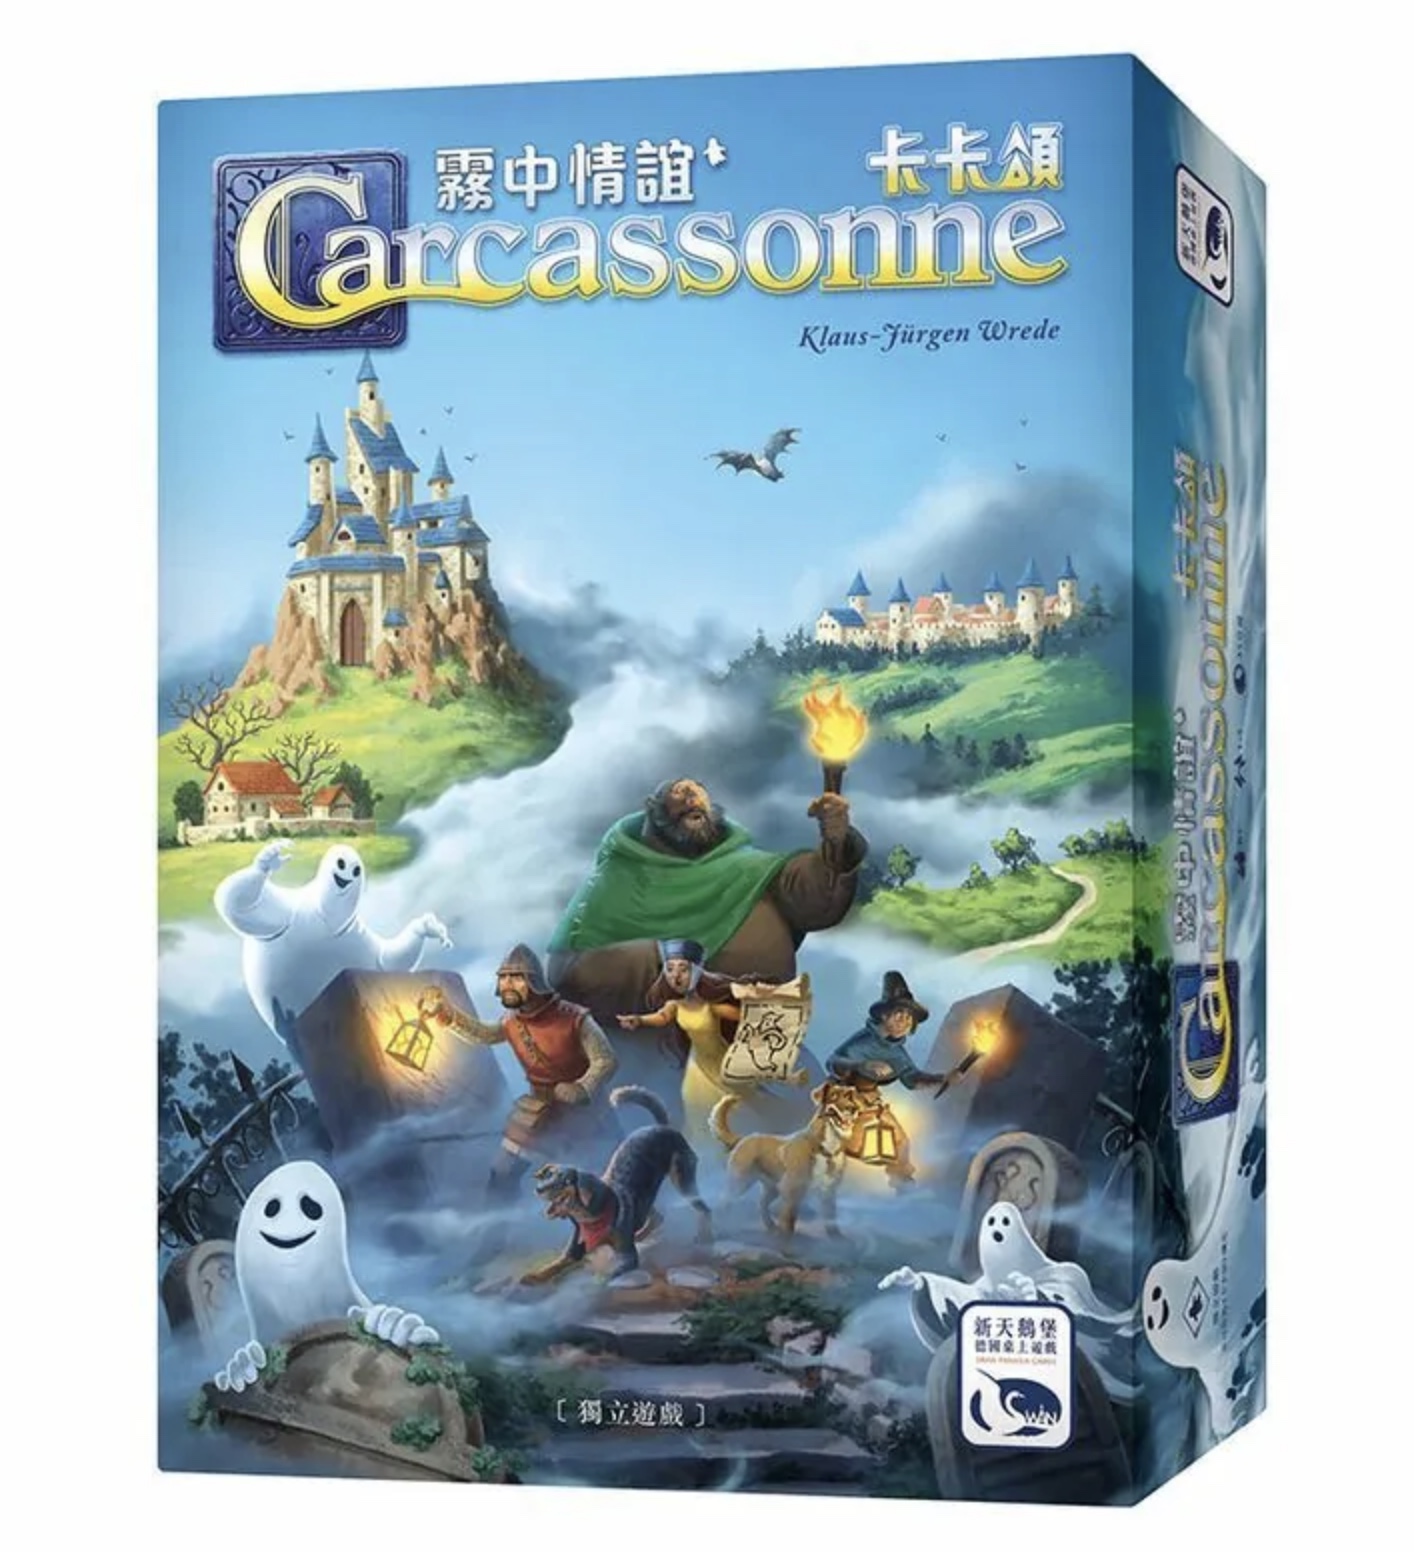 霧中情誼
卡卡頌
Carcassonne
Klaus-Jürgen Wrede
[ 獨立遊戲 ]
新天鵝堡
德國桌上遊戲
SWAN PANASIA GAMES
SWAN
卡卡頌
霧中情誼
Carcassonne